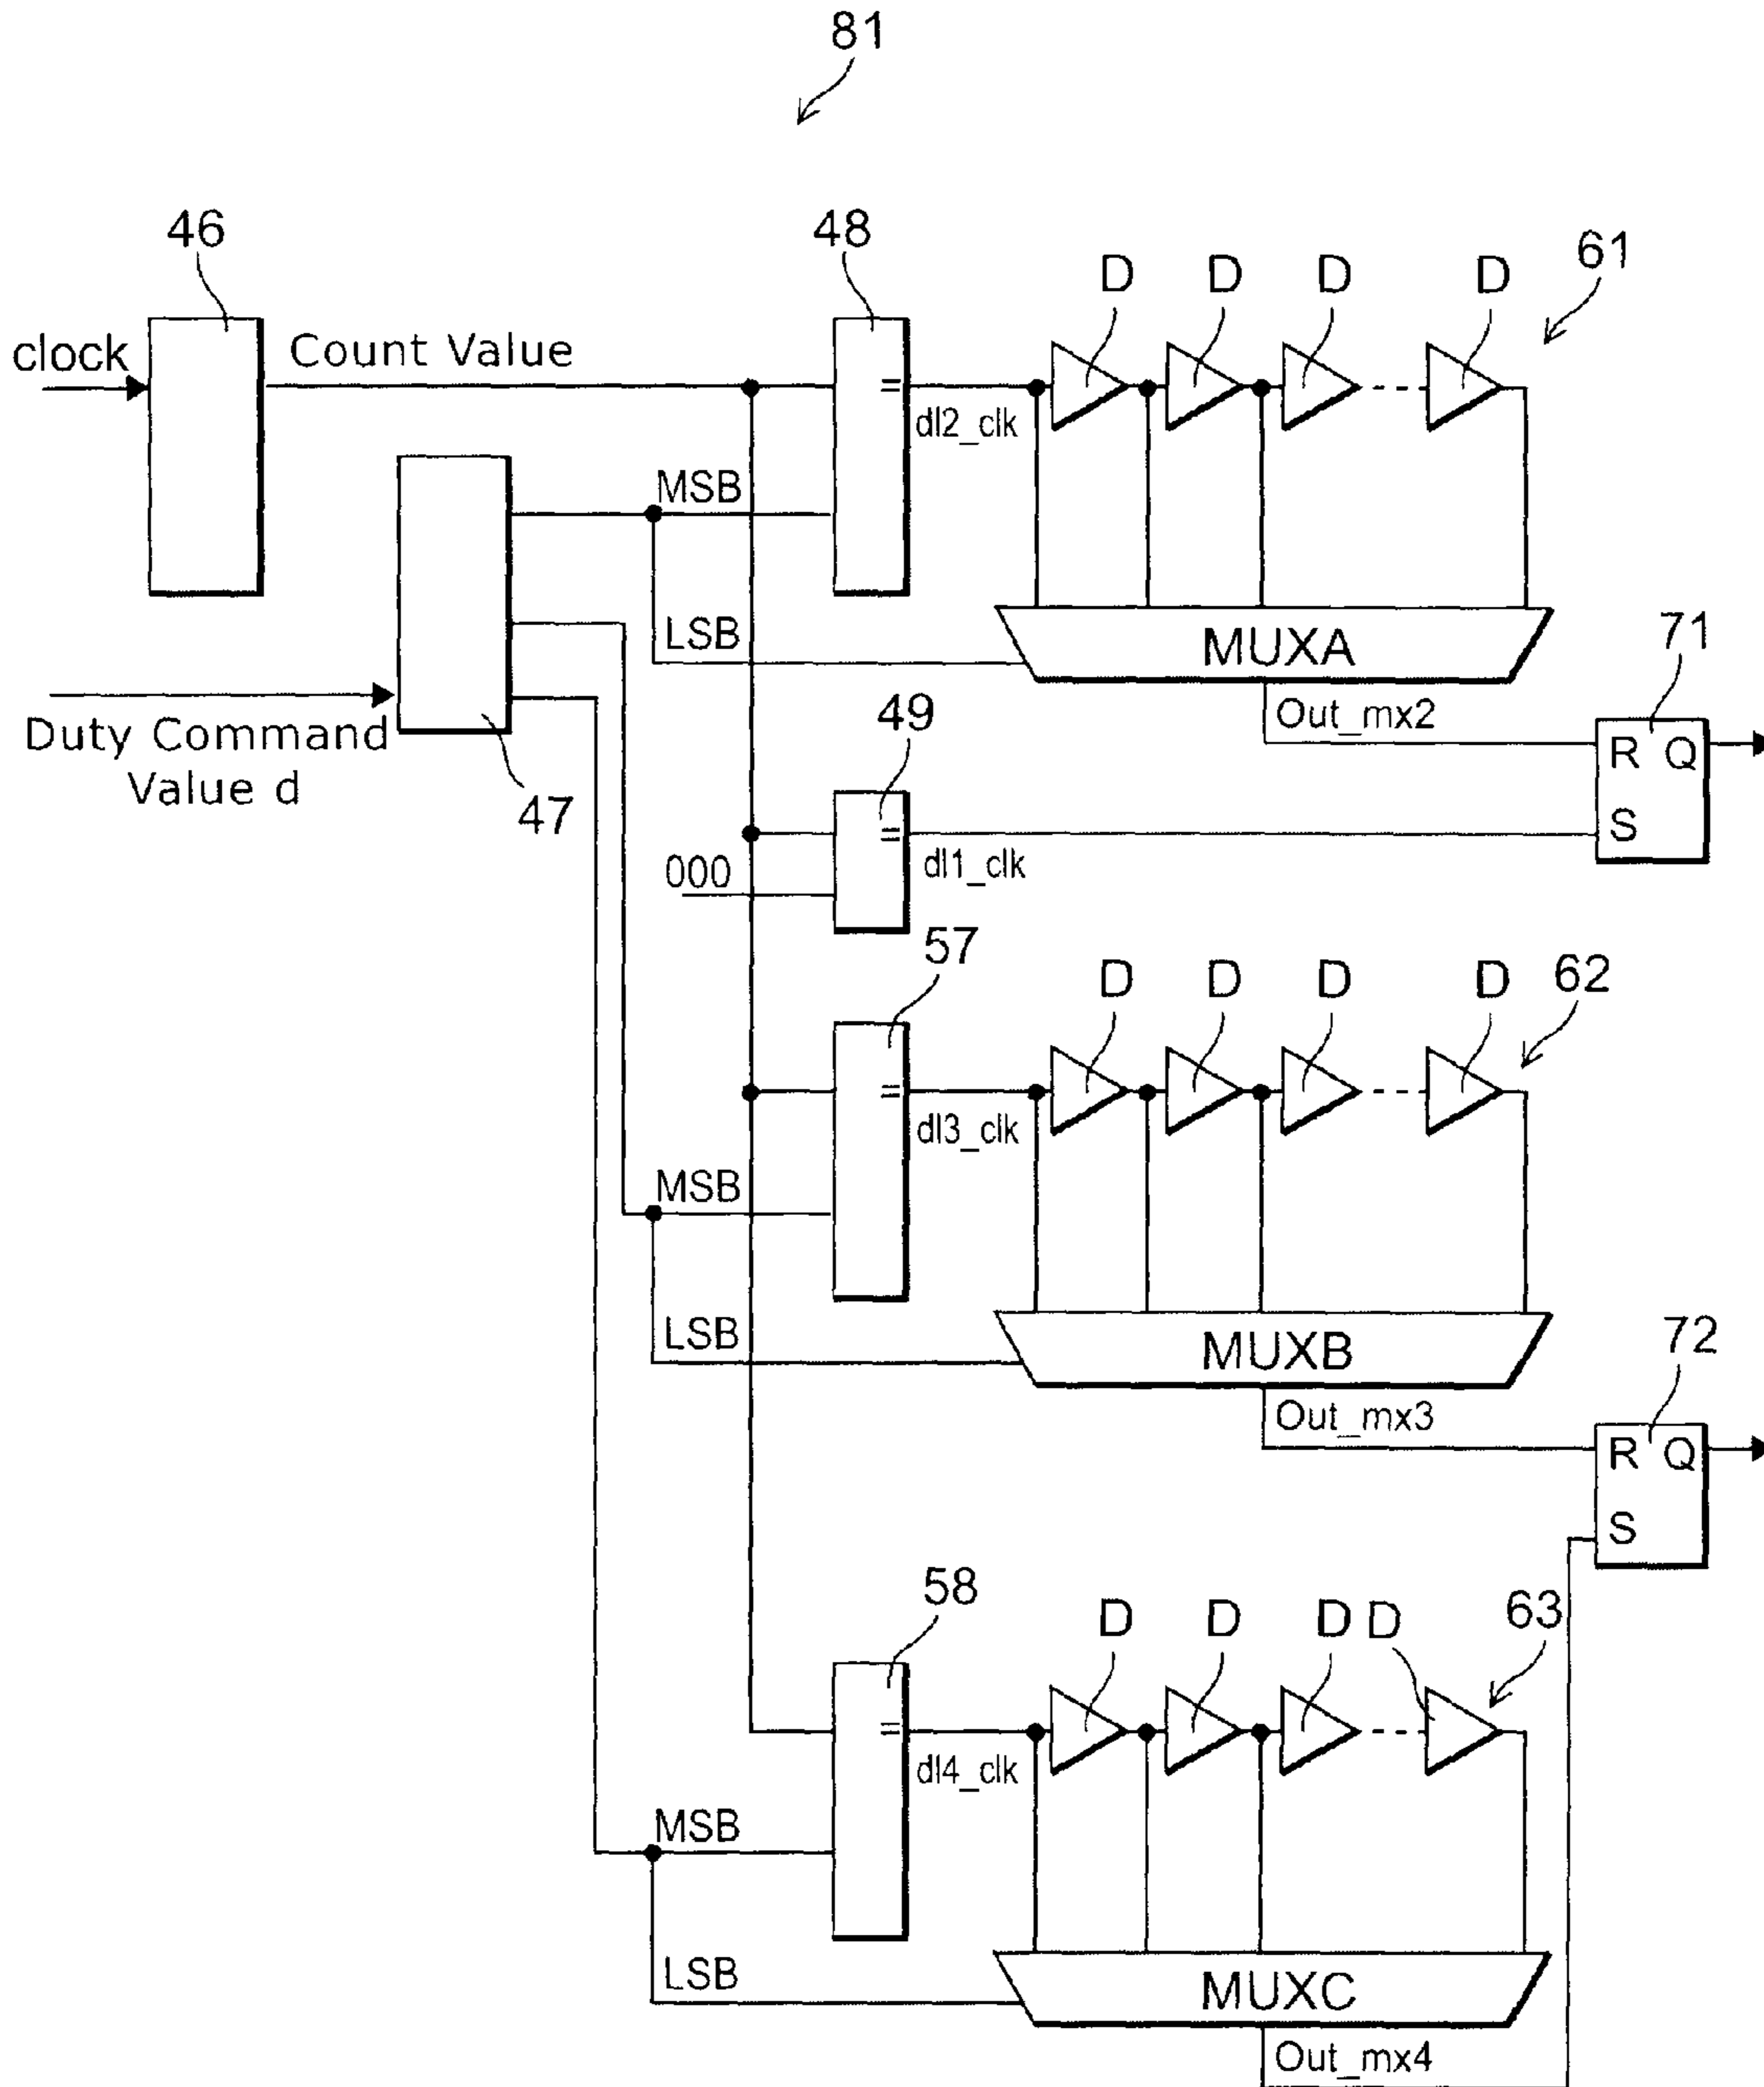 81
46
48
61
D D D D
clock
Count Value
=
dl2_clk
MSB
LSB
MUXA
71
Out_mx2
R Q
S
Duty Command
Value d
47
49
=
000
dl1_clk
57
62
D D D D
=
dl3_clk
MSB
LSB
MUXB
72
Out_mx3
R Q
S
58
63
D D D D
=
dl4_clk
MSB
LSB
MUXC
Out_mx4